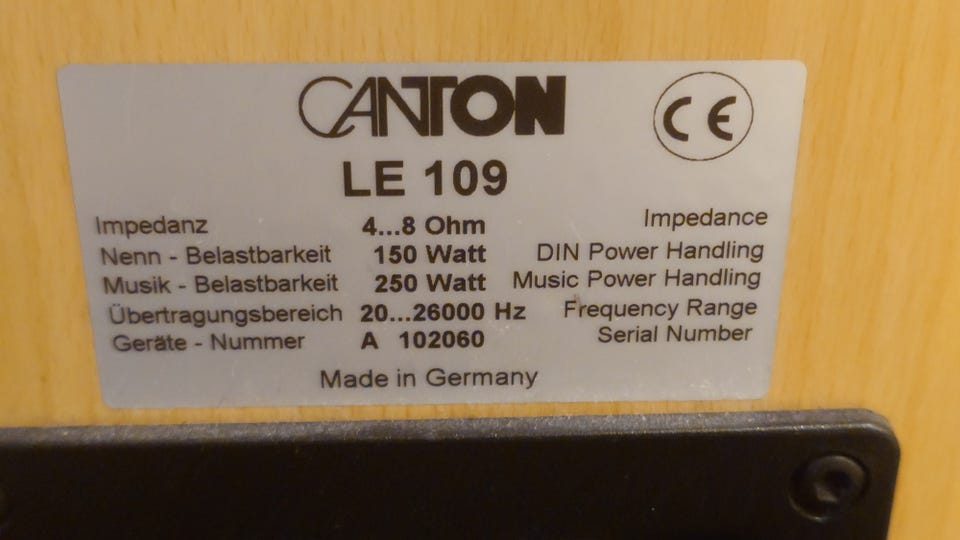 CANTON CE
LE 109
Impedanz 4...8 Ohm Impedance
Nenn - Belastbarkeit 150 Watt DIN Power Handling
Musik - Belastbarkeit 250 Watt Music Power Handling
Übertragungsbereich 20...26000 Hz Frequency Range
Geräte - Nummer A 102060 Serial Number
Made in Germany